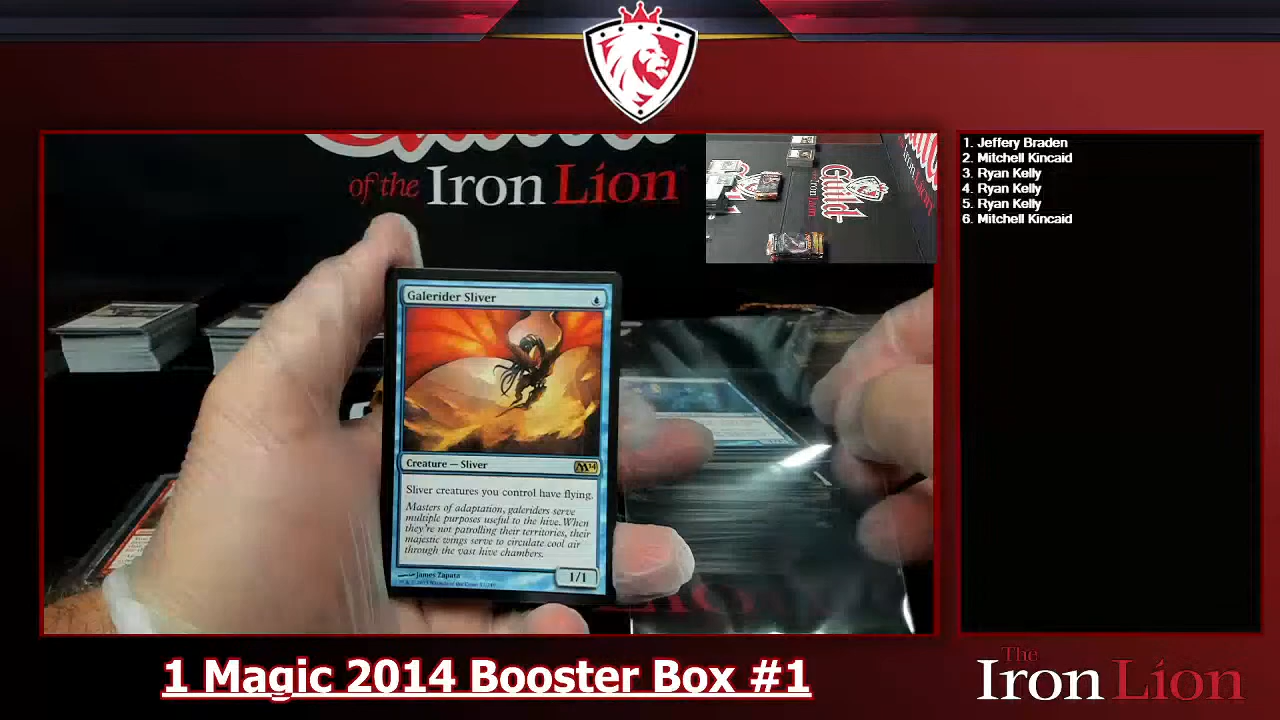 of the Iron Lion
Guild
Galerider Sliver
Creature — Sliver
M14
Sliver creatures you control have flying.
Masters of adaptation, galeriders serve
multiple purposes useful to the hive. When
they're not patrolling their territories, their
majestic wings serve to circulate cool air
through the vast hive chambers.
James Zapata
1/1
1. Jeffery Braden
2. Mitchell Kincaid
3. Ryan Kelly
4. Ryan Kelly
5. Ryan Kelly
6. Mitchell Kincaid
1 Magic 2014 Booster Box #1
The
Iron Lion